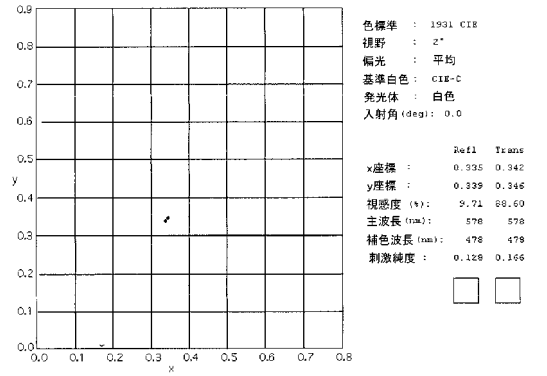 0.9
0.8
0.7
0.6
0.5
y
0.4
0.3
0.2
0.1
0.0
0.0 0.1 0.2 0.3 0.4 0.5 0.6 0.7 0.8
x
色標準 : 1931 CIE
視野 : 2°
偏光 : 平均
基準白色 : CIE-C
発光体 : 白色
入射角(deg): 0.0
Refl Trans
x座標 : 0.335 0.342
y座標 : 0.339 0.346
視感度 (%): 9.71 88.60
主波長(nm): 578 578
補色波長(nm): 478 478
刺激純度 : 0.128 0.166